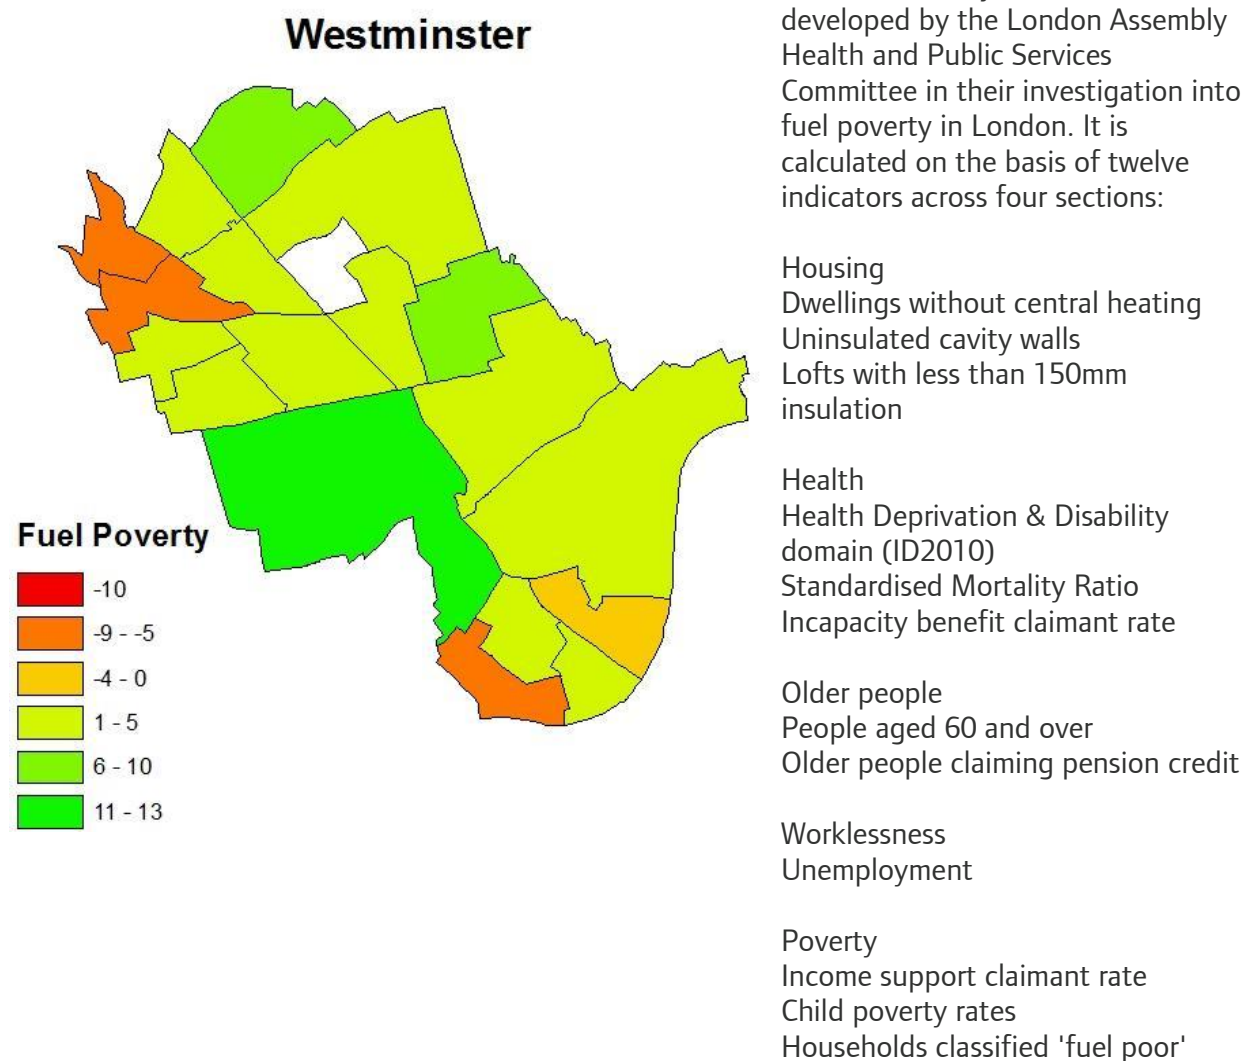 Westminster
Fuel Poverty
-10
-9 - -5
-4 - 0
1 - 5
6 - 10
11 - 13
developed by the London Assembly
Health and Public Services
Committee in their investigation into
fuel poverty in London. It is
calculated on the basis of twelve
indicators across four sections:
Housing
Dwellings without central heating
Uninsulated cavity walls
Lofts with less than 150mm
insulation
Health
Health Deprivation & Disability
domain (ID2010)
Standardised Mortality Ratio
Incapacity benefit claimant rate
Older people
People aged 60 and over
Older people claiming pension credit
Worklessness
Unemployment
Poverty
Income support claimant rate
Child poverty rates
Households classified 'fuel poor'